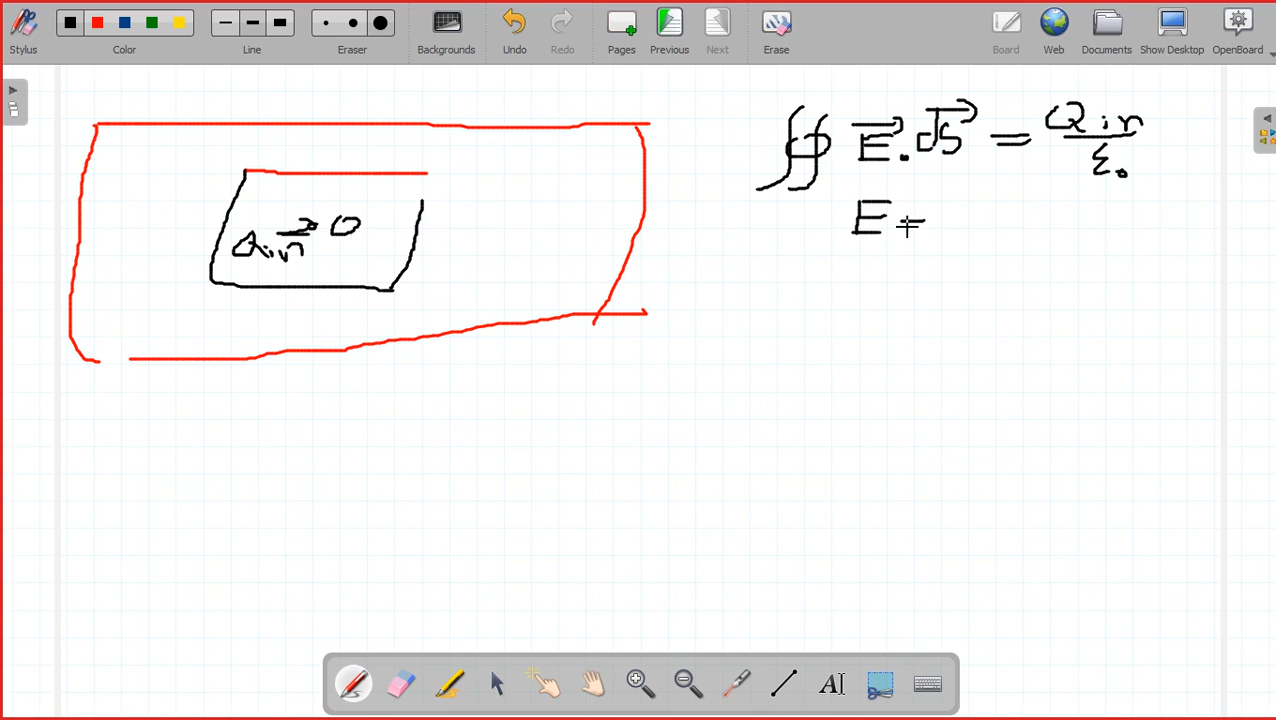 Stylus Color Line Eraser Backgrounds Undo Redo Pages Previous Next Erase Board Web Documents Show Desktop OpenBoard
∯ E⃗ . dS⃗ = Qin/ε₀
Qin → 0
E =
AI